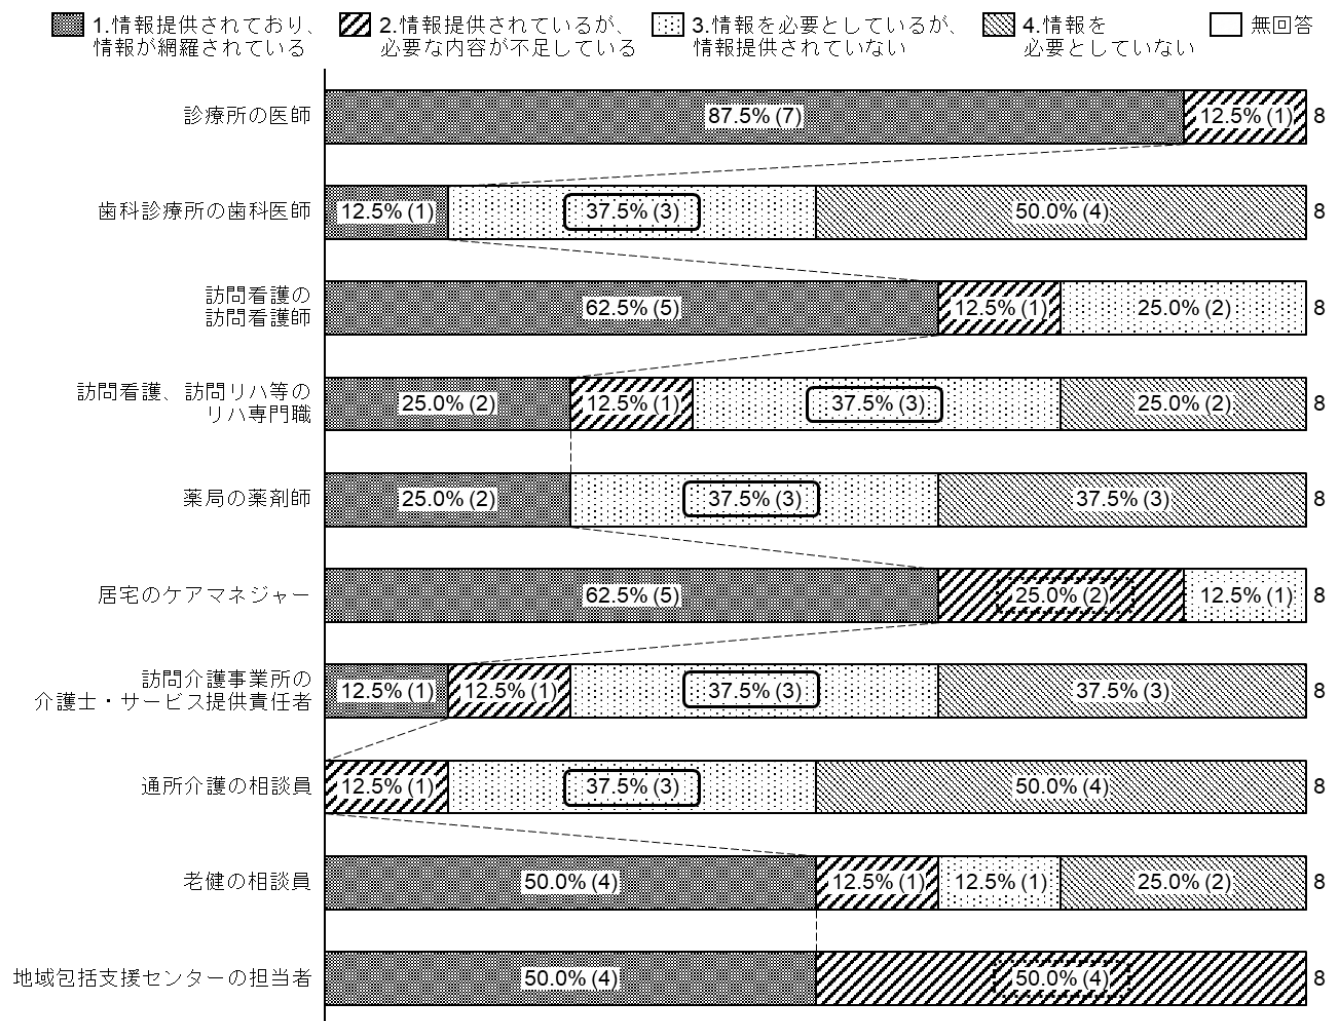 1.情報提供されており、
情報が網羅されている
2.情報提供されているが、
必要な内容が不足している
3.情報を必要としているが、
情報提供されていない
4.情報を
必要としていない
無回答
診療所の医師 87.5% (7) 12.5% (1) 8
歯科診療所の歯科医師 12.5% (1) 37.5% (3) 50.0% (4) 8
訪問看護の
訪問看護師
62.5% (5) 12.5% (1) 25.0% (2) 8
訪問看護、訪問リハ等の
リハ専門職
25.0% (2) 12.5% (1) 37.5% (3) 25.0% (2) 8
薬局の薬剤師 25.0% (2) 37.5% (3) 37.5% (3) 8
居宅のケアマネジャー 62.5% (5) 25.0% (2) 12.5% (1) 8
訪問介護事業所の
介護士・サービス提供責任者
12.5% (1) 12.5% (1) 37.5% (3) 37.5% (3) 8
通所介護の相談員 12.5% (1) 37.5% (3) 50.0% (4) 8
老健の相談員 50.0% (4) 12.5% (1) 12.5% (1) 25.0% (2) 8
地域包括支援センターの担当者 50.0% (4) 50.0% (4) 8